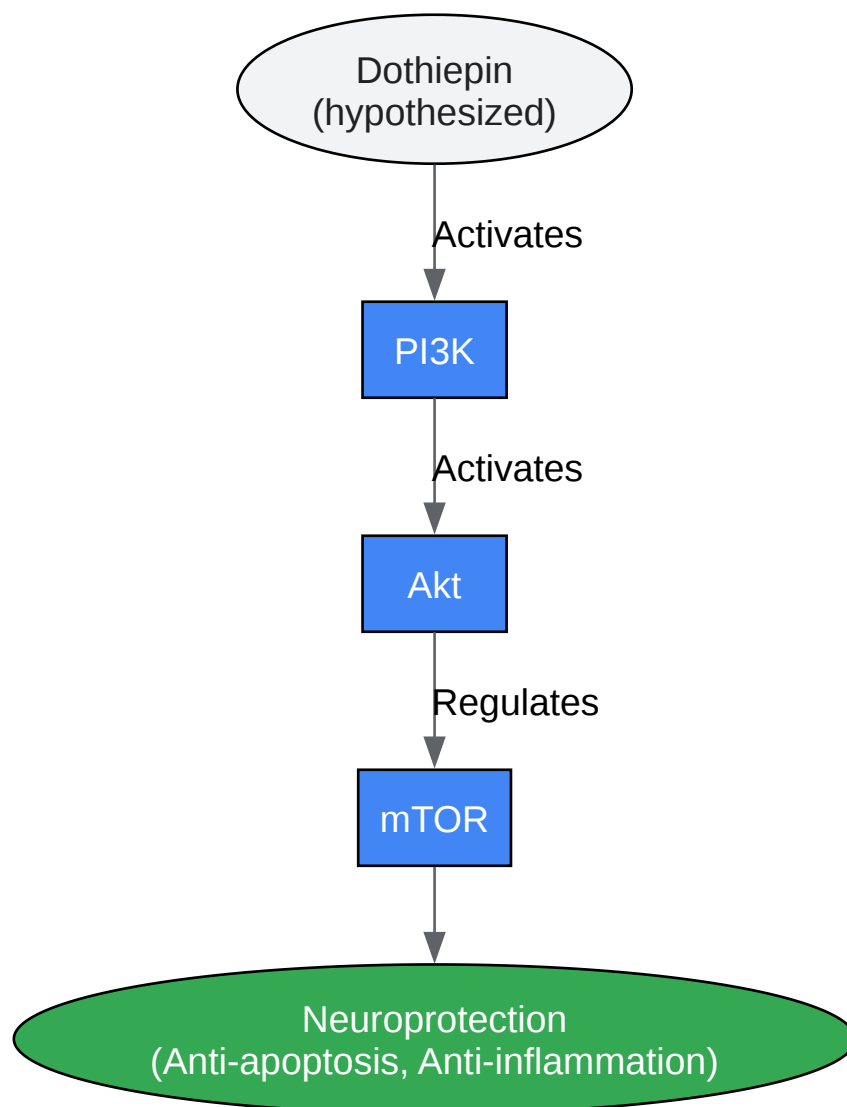 Dothiepin
(hypothesized)
Activates
PI3K
Activates
Akt
Regulates
mTOR
Neuroprotection
(Anti-apoptosis, Anti-inflammation)